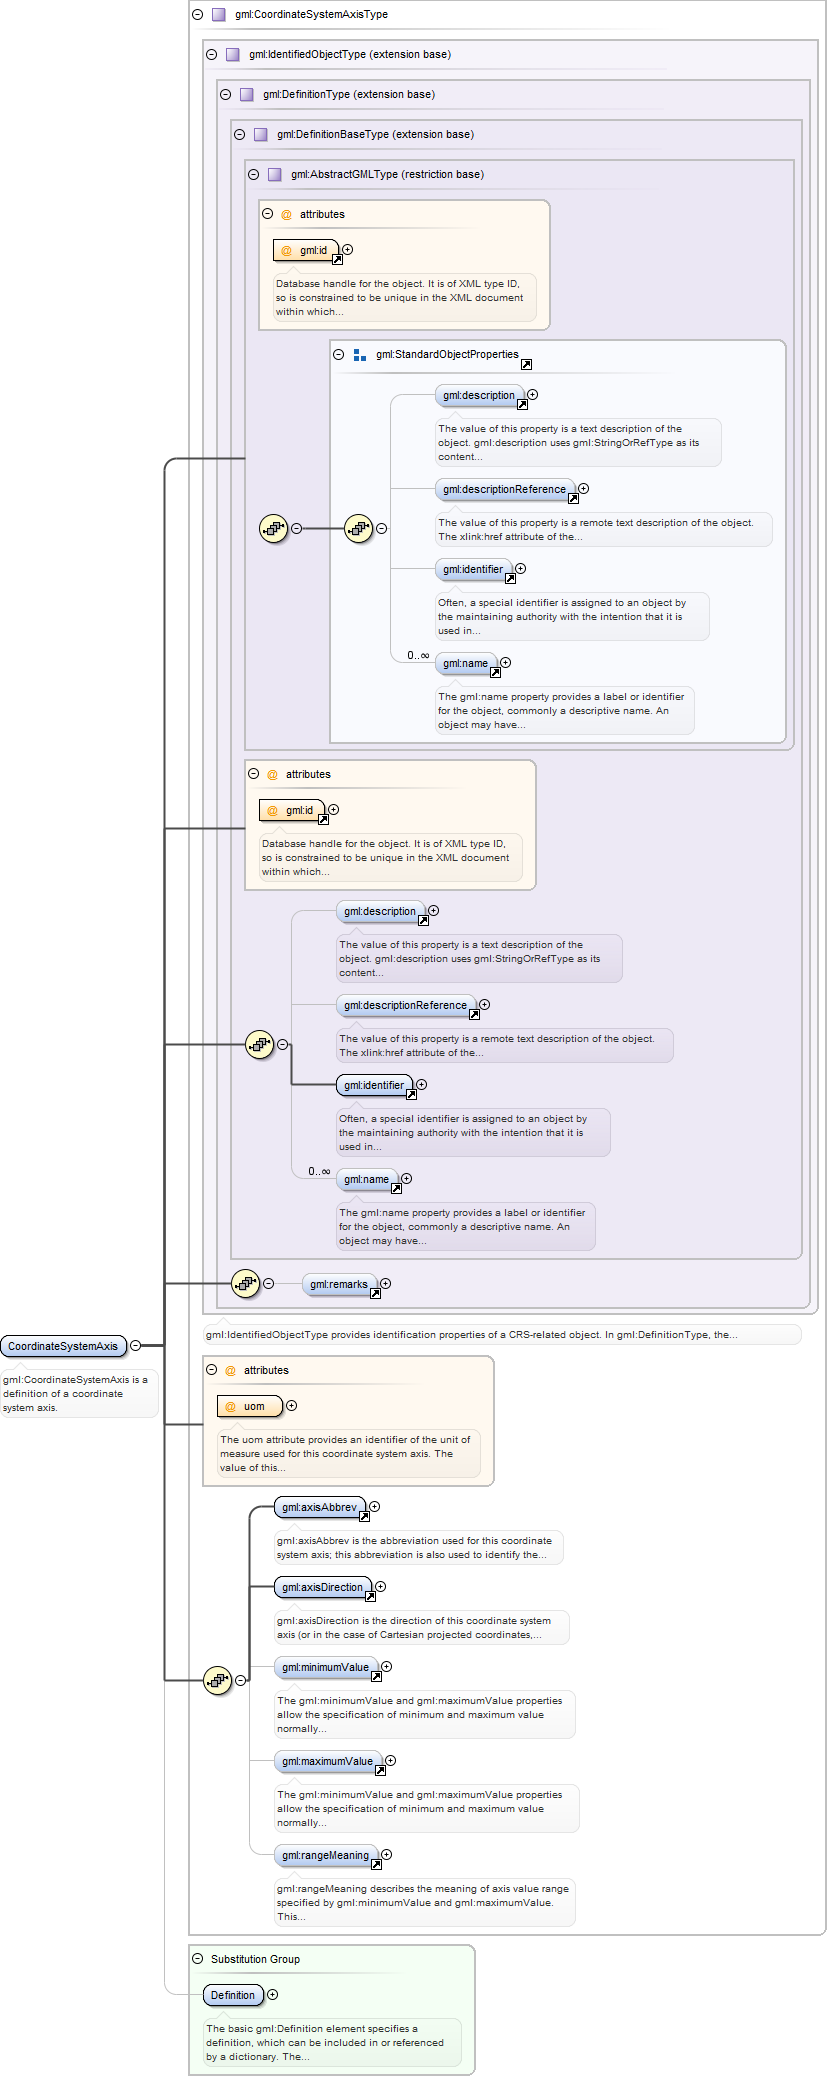 gml:CoordinateSystemAxisType
gml:IdentifiedObjectType (extension base)
gml:DefinitionType (extension base)
gml:DefinitionBaseType (extension base)
gml:AbstractGMLType (restriction base)
@ attributes
@ gml:id
Database handle for the object. It is of XML type ID,
so is constrained to be unique in the XML document
within which...
gml:StandardObjectProperties
gml:description
The value of this property is a text description of the
object. gml:description uses gml:StringOrRefType as its
content...
gml:descriptionReference
The value of this property is a remote text description of the object.
The xlink:href attribute of the...
gml:identifier
Often, a special identifier is assigned to an object by
the maintaining authority with the intention that it is
used in...
0..∞
gml:name
The gml:name property provides a label or identifier
for the object, commonly a descriptive name. An
object may have...
@ attributes
@ gml:id
Database handle for the object. It is of XML type ID,
so is constrained to be unique in the XML document
within which...
gml:description
The value of this property is a text description of the
object. gml:description uses gml:StringOrRefType as its
content...
gml:descriptionReference
The value of this property is a remote text description of the object.
The xlink:href attribute of the...
gml:identifier
Often, a special identifier is assigned to an object by
the maintaining authority with the intention that it is
used in...
0..∞
gml:name
The gml:name property provides a label or identifier
for the object, commonly a descriptive name. An
object may have...
gml:remarks
gml:IdentifiedObjectType provides identification properties of a CRS-related object. In gml:DefinitionType, the...
CoordinateSystemAxis
gml:CoordinateSystemAxis is a
definition of a coordinate
system axis.
@ attributes
@ uom
The uom attribute provides an identifier of the unit of
measure used for this coordinate system axis. The
value of this...
gml:axisAbbrev
gml:axisAbbrev is the abbreviation used for this coordinate
system axis; this abbreviation is also used to identify the...
gml:axisDirection
gml:axisDirection is the direction of this coordinate system
axis (or in the case of Cartesian projected coordinates,...
gml:minimumValue
The gml:minimumValue and gml:maximumValue properties
allow the specification of minimum and maximum value
normally...
gml:maximumValue
The gml:minimumValue and gml:maximumValue properties
allow the specification of minimum and maximum value
normally...
gml:rangeMeaning
gml:rangeMeaning describes the meaning of axis value range
specified by gml:minimumValue and gml:maximumValue.
This...
Substitution Group
Definition
The basic gml:Definition element specifies a
definition, which can be included in or referenced
by a dictionary. The...